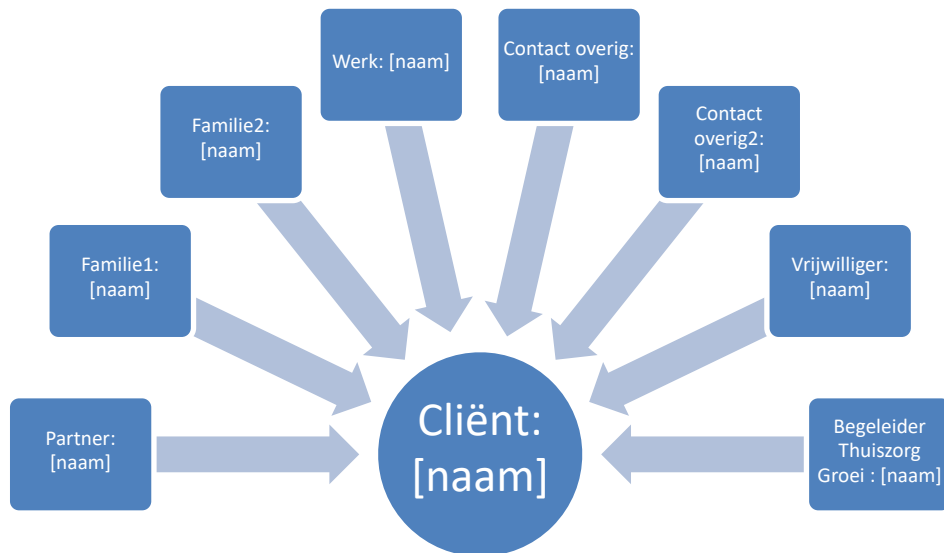 Partner:
[naam]
Familie1:
[naam]
Familie2:
[naam]
Werk: [naam]
Contact overig:
[naam]
Contact
overig2:
[naam]
Vrijwilliger:
[naam]
Begeleider
Thuiszorg
Groei : [naam]
Cliënt:
[naam]